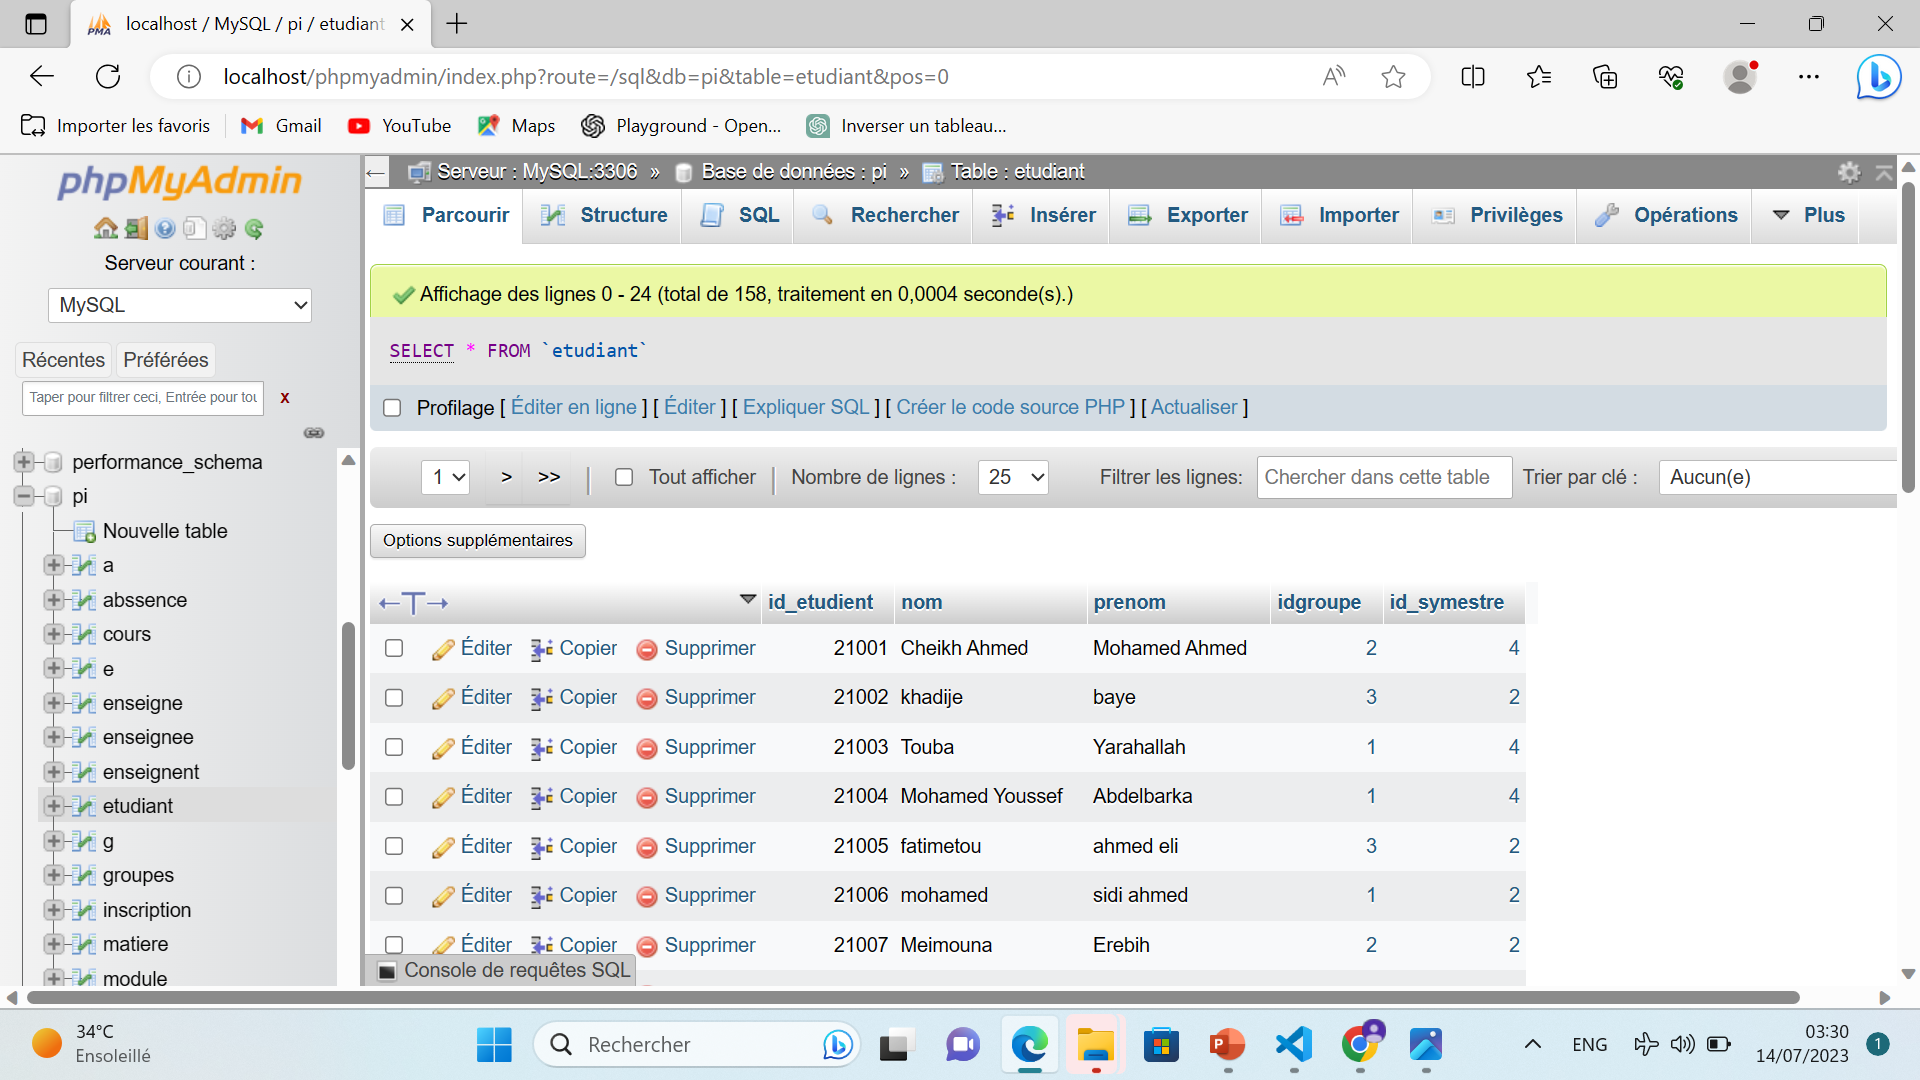 localhost / MySQL / pi / etudiant
localhost/phpmyadmin/index.php?route=/sql&db=pi&table=etudiant&pos=0
Importer les favoris
Gmail
YouTube
Maps
Playground - Open...
Inverser un tableau...
phpMyAdmin
Serveur courant :
MySQL
Récentes
Préférées
Taper pour filtrer ceci, Entrée pour tou
x
performance_schema
pi
Nouvelle table
a
abssence
cours
e
enseigne
enseignee
enseignent
etudiant
g
groupes
inscription
matiere
module
Serveur : MySQL:3306 » Base de données : pi » Table : etudiant
Parcourir Structure SQL Rechercher Insérer Exporter Importer Privilèges Opérations Plus
Affichage des lignes 0 - 24 (total de 158, traitement en 0,0004 seconde(s).)
SELECT * FROM `etudiant`
Profilage [ Éditer en ligne ] [ Éditer ] [ Expliquer SQL ] [ Créer le code source PHP ] [ Actualiser ]
1 > >> | Tout afficher | Nombre de lignes : 25 Filtrer les lignes: Chercher dans cette table Trier par clé : Aucun(e)
Options supplémentaires
←T→ id_etudient nom prenom idgroupe id_symestre
Éditer Copier Supprimer 21001 Cheikh Ahmed Mohamed Ahmed 2 4
Éditer Copier Supprimer 21002 khadije baye 3 2
Éditer Copier Supprimer 21003 Touba Yarahallah 1 4
Éditer Copier Supprimer 21004 Mohamed Youssef Abdelbarka 1 4
Éditer Copier Supprimer 21005 fatimetou ahmed eli 3 2
Éditer Copier Supprimer 21006 mohamed sidi ahmed 1 2
Éditer Copier Supprimer 21007 Meimouna Erebih 2 2
Console de requêtes SQL
34°C
Ensoleillé
Rechercher
ENG
03:30
14/07/2023
1